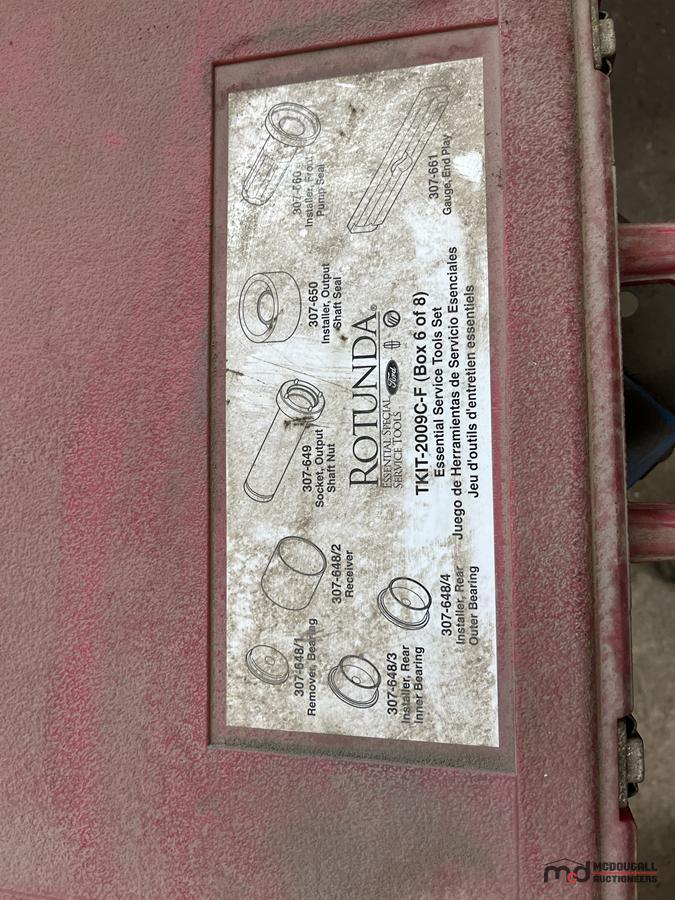 307-648/1
Remover, Bearing
307-648/2
Receiver
307-649
Socket, Output
Shaft Nut
307-650
Installer, Output
Shaft Seal
307-660
Installer, Front
Pump Seal
307-648/3
Installer, Rear
Inner Bearing
307-648/4
Installer, Rear
Outer Bearing
ROTUNDA®
ESSENTIAL SPECIAL
SERVICE TOOLS
Ford
307-661
Gauge, End Play
TKIT-2009C-F (Box 6 of 8)
Essential Service Tools Set
Juego de Herramientas de Servicio Esenciales
Jeu d'outils d'entretien essentiels
md MCDOUGALL
AUCTIONEERS